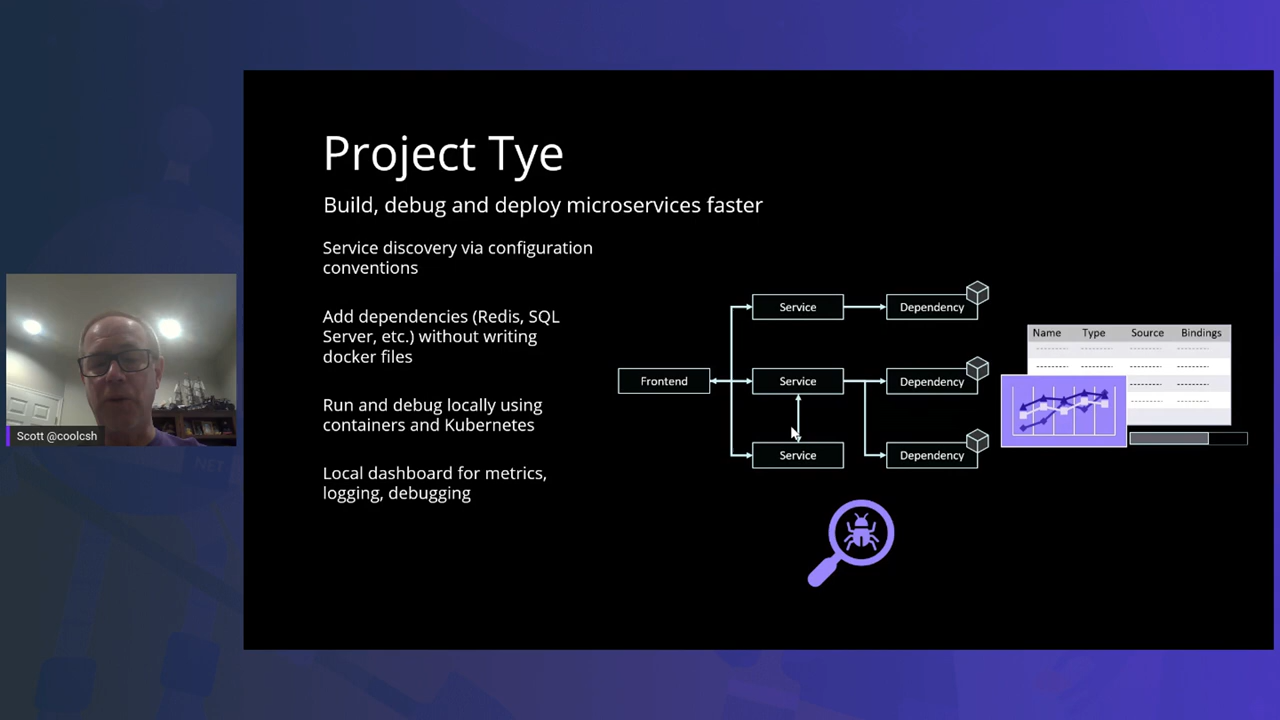 Project Tye
Build, debug and deploy microservices faster
Service discovery via configuration
conventions
Add dependencies (Redis, SQL
Server, etc.) without writing
docker files
Run and debug locally using
containers and Kubernetes
Local dashboard for metrics,
logging, debugging
Frontend
Service
Dependency
Service
Dependency
Service
Dependency
Name Type Source Bindings
Scott @coolcsh
.NET